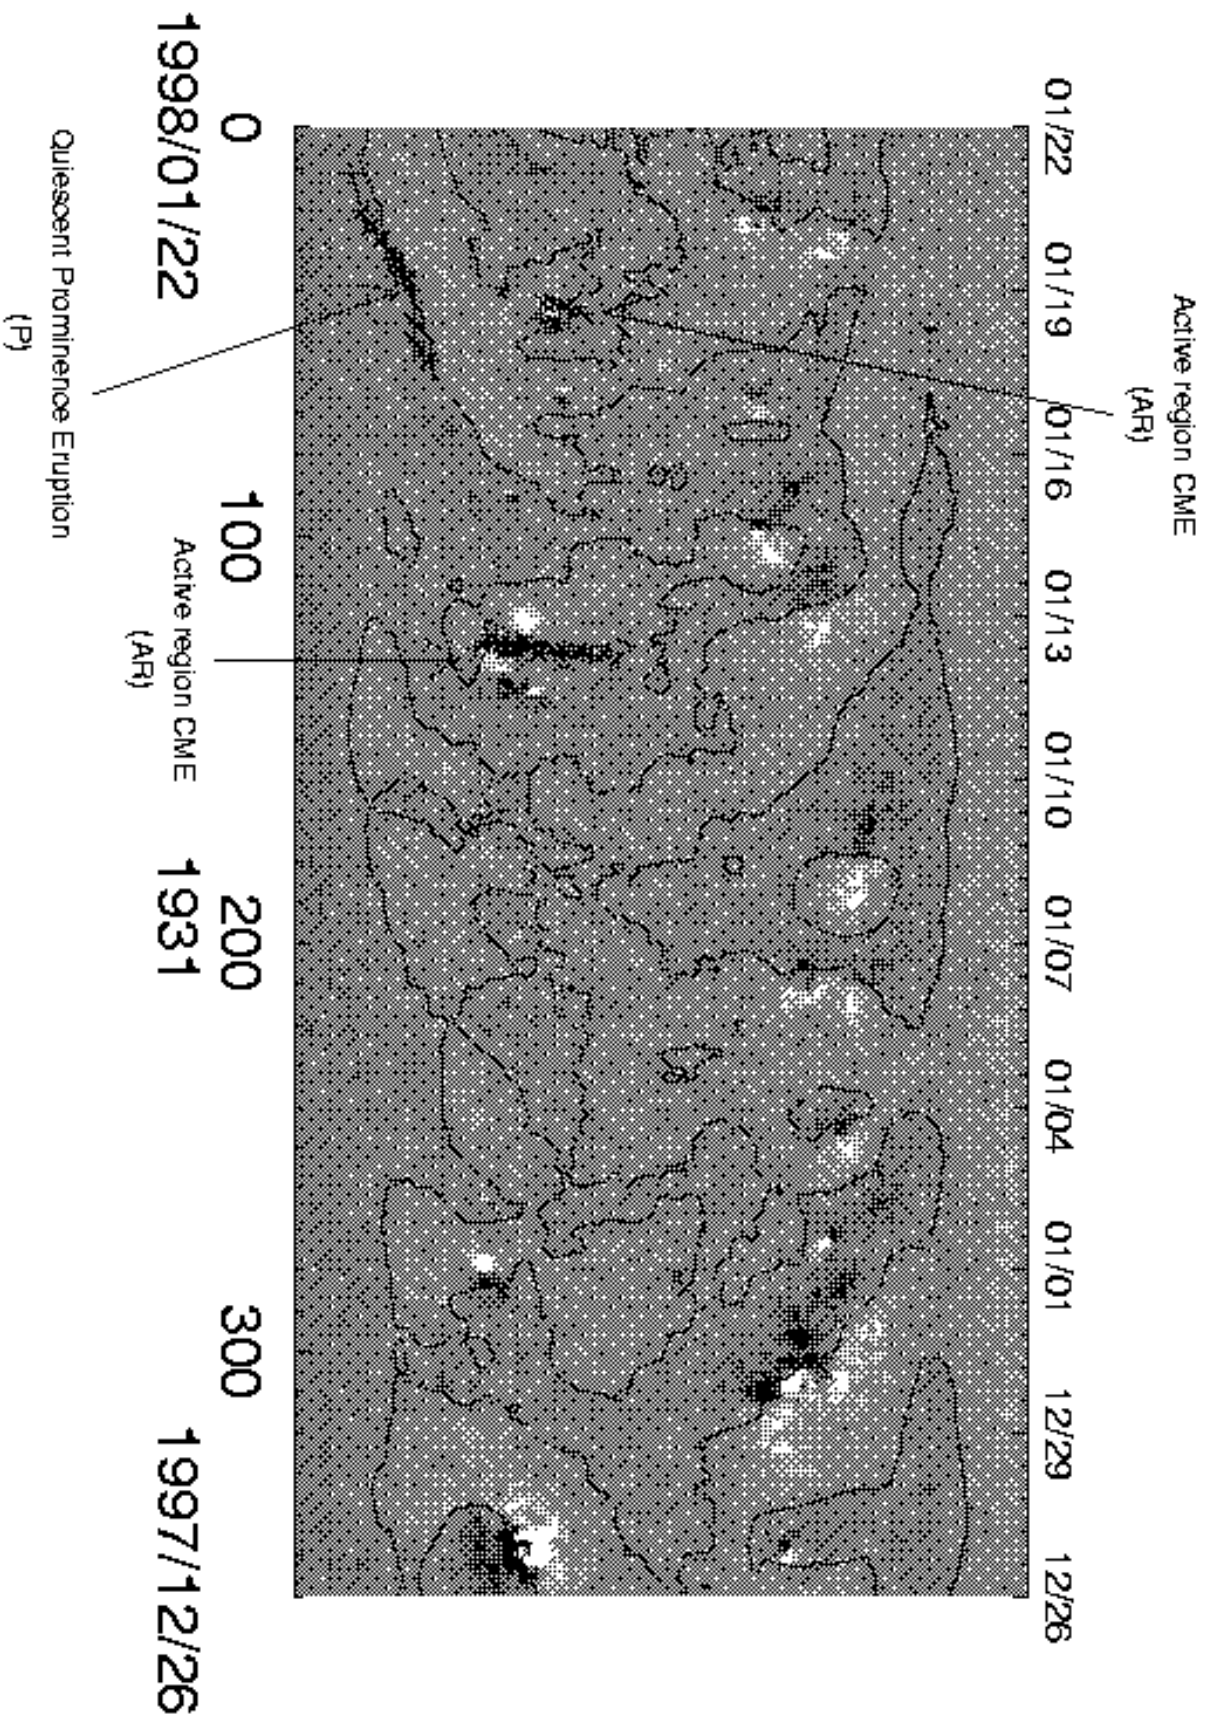 Active region CME
(AR)
01/22
01/19
01/16
01/13
01/10
01/07
01/04
01/01
12/29
12/26
0
100
200
300
1998/01/22
1931
1997/12/26
Active region CME
(AR)
Quiescent Prominence Eruption
(P)